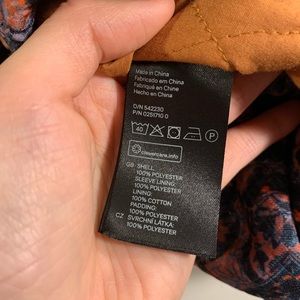 Made in China
Fabricado em China
Fabriqué en Chine
Hecho en China
O/N 542230
P/N 0251710 0
40 P
clevercare.info
GB SHELL:
100% POLYESTER
SLEEVE LINING:
100% POLYESTER
LINING:
100% COTTON
PADDING:
100% POLYESTER
CZ SVRCHNÍ LÁTKA:
100% POLYESTER